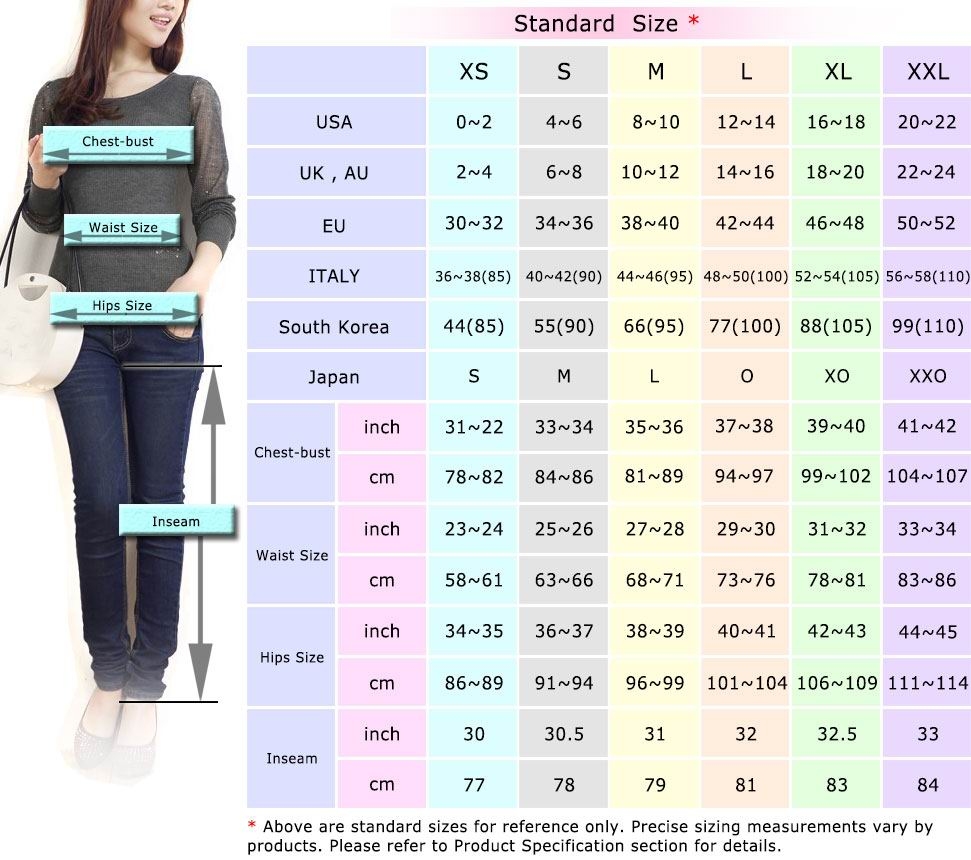 Standard Size *
XS S M L XL XXL
USA 0~2 4~6 8~10 12~14 16~18 20~22
UK , AU 2~4 6~8 10~12 14~16 18~20 22~24
EU 30~32 34~36 38~40 42~44 46~48 50~52
ITALY 36~38(85) 40~42(90) 44~46(95) 48~50(100) 52~54(105) 56~58(110)
South Korea 44(85) 55(90) 66(95) 77(100) 88(105) 99(110)
Japan S M L O XO XXO
Chest-bust
inch 31~22 33~34 35~36 37~38 39~40 41~42
cm 78~82 84~86 81~89 94~97 99~102 104~107
Waist Size
inch 23~24 25~26 27~28 29~30 31~32 33~34
cm 58~61 63~66 68~71 73~76 78~81 83~86
Hips Size
inch 34~35 36~37 38~39 40~41 42~43 44~45
cm 86~89 91~94 96~99 101~104 106~109 111~114
Inseam
inch 30 30.5 31 32 32.5 33
cm 77 78 79 81 83 84
* Above are standard sizes for reference only. Precise sizing measurements vary by
products. Please refer to Product Specification section for details.
Chest-bust
Waist Size
Hips Size
Inseam